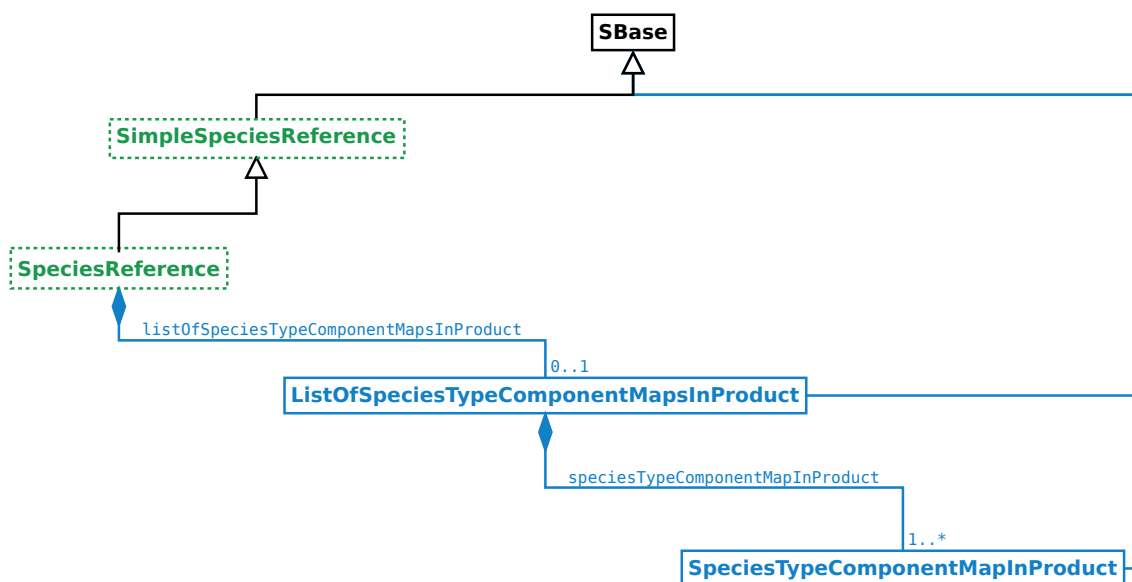 SBase
SimpleSpeciesReference
SpeciesReference
listOfSpeciesTypeComponentMapsInProduct
0..1
ListOfSpeciesTypeComponentMapsInProduct
speciesTypeComponentMapInProduct
1..*
SpeciesTypeComponentMapInProduct